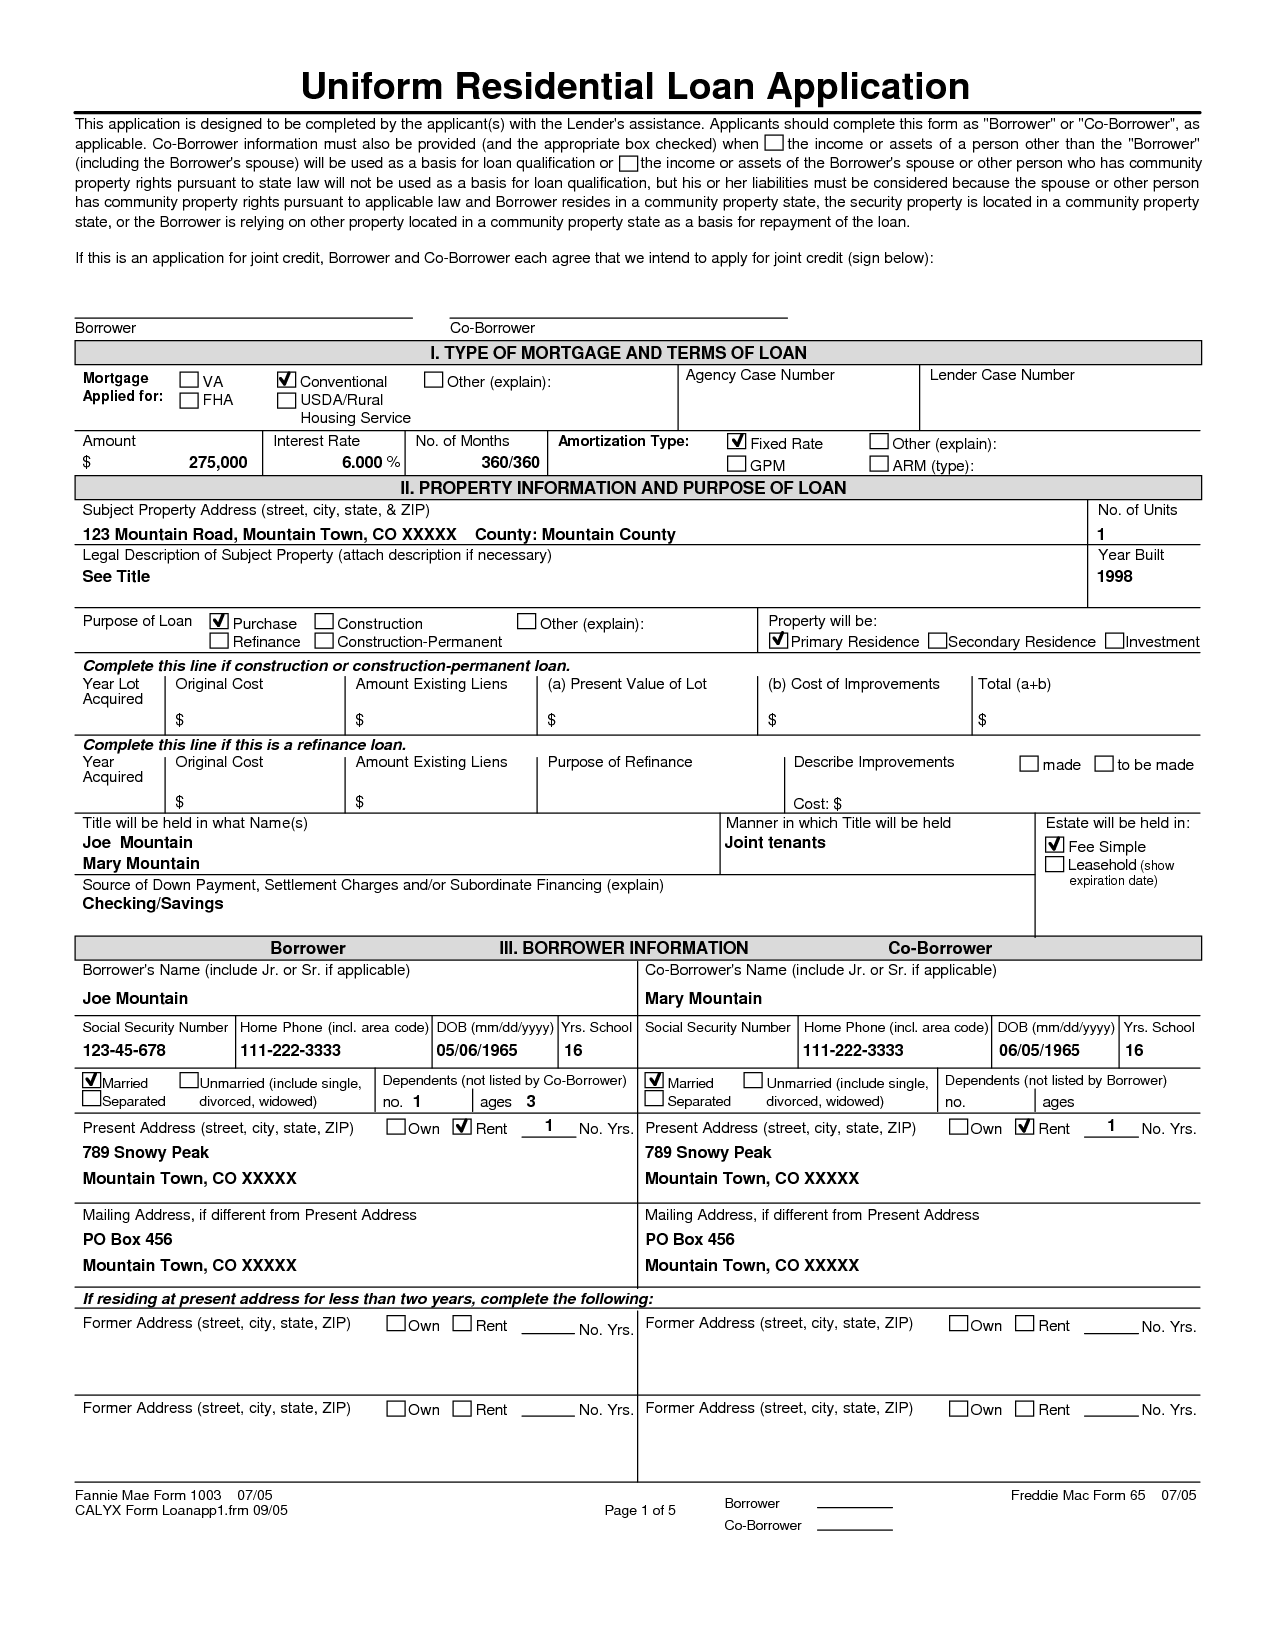 Uniform Residential Loan Application
This application is designed to be completed by the applicant(s) with the Lender's assistance. Applicants should complete this form as "Borrower" or "Co-Borrower", as
applicable. Co-Borrower information must also be provided (and the appropriate box checked) when the income or assets of a person other than the "Borrower"
(including the Borrower's spouse) will be used as a basis for loan qualification or the income or assets of the Borrower's spouse or other person who has community
property rights pursuant to state law will not be used as a basis for loan qualification, but his or her liabilities must be considered because the spouse or other person
has community property rights pursuant to applicable law and Borrower resides in a community property state, the security property is located in a community property
state, or the Borrower is relying on other property located in a community property state as a basis for repayment of the loan.
If this is an application for joint credit, Borrower and Co-Borrower each agree that we intend to apply for joint credit (sign below):
Borrower Co-Borrower
I. TYPE OF MORTGAGE AND TERMS OF LOAN
Mortgage VA Conventional Other (explain): Agency Case Number Lender Case Number
Applied for: FHA USDA/Rural
Housing Service
Amount Interest Rate No. of Months Amortization Type: Fixed Rate Other (explain):
$ 275,000 6.000 % 360/360 GPM ARM (type):
II. PROPERTY INFORMATION AND PURPOSE OF LOAN
Subject Property Address (street, city, state, & ZIP) No. of Units
123 Mountain Road, Mountain Town, CO XXXXX County: Mountain County 1
Legal Description of Subject Property (attach description if necessary) Year Built
See Title 1998
Purpose of Loan Purchase Construction Other (explain): Property will be:
Refinance Construction-Permanent Primary Residence Secondary Residence Investment
Complete this line if construction or construction-permanent loan.
Year Lot Original Cost Amount Existing Liens (a) Present Value of Lot (b) Cost of Improvements Total (a+b)
Acquired
$ $ $ $ $
Complete this line if this is a refinance loan.
Year Original Cost Amount Existing Liens Purpose of Refinance Describe Improvements made to be made
Acquired
$ $ Cost: $
Title will be held in what Name(s) Manner in which Title will be held Estate will be held in:
Joe Mountain Joint tenants Fee Simple
Mary Mountain Leasehold (show
expiration date)
Source of Down Payment, Settlement Charges and/or Subordinate Financing (explain)
Checking/Savings
Borrower III. BORROWER INFORMATION Co-Borrower
Borrower's Name (include Jr. or Sr. if applicable) Co-Borrower's Name (include Jr. or Sr. if applicable)
Joe Mountain Mary Mountain
Social Security Number Home Phone (incl. area code) DOB (mm/dd/yyyy) Yrs. School Social Security Number Home Phone (incl. area code) DOB (mm/dd/yyyy) Yrs. School
123-45-678 111-222-3333 05/06/1965 16 111-222-3333 06/05/1965 16
Married Unmarried (include single, Dependents (not listed by Co-Borrower) Married Unmarried (include single, Dependents (not listed by Borrower)
Separated divorced, widowed) no. 1 ages 3 Separated divorced, widowed) no. ages
Present Address (street, city, state, ZIP) Own Rent 1 No. Yrs. Present Address (street, city, state, ZIP) Own Rent 1 No. Yrs.
789 Snowy Peak 789 Snowy Peak
Mountain Town, CO XXXXX Mountain Town, CO XXXXX
Mailing Address, if different from Present Address Mailing Address, if different from Present Address
PO Box 456 PO Box 456
Mountain Town, CO XXXXX Mountain Town, CO XXXXX
If residing at present address for less than two years, complete the following:
Former Address (street, city, state, ZIP) Own Rent No. Yrs. Former Address (street, city, state, ZIP) Own Rent No. Yrs.
Former Address (street, city, state, ZIP) Own Rent No. Yrs. Former Address (street, city, state, ZIP) Own Rent No. Yrs.
Fannie Mae Form 1003 07/05 Freddie Mac Form 65 07/05
CALYX Form Loanapp1.frm 09/05 Page 1 of 5 Borrower
Co-Borrower